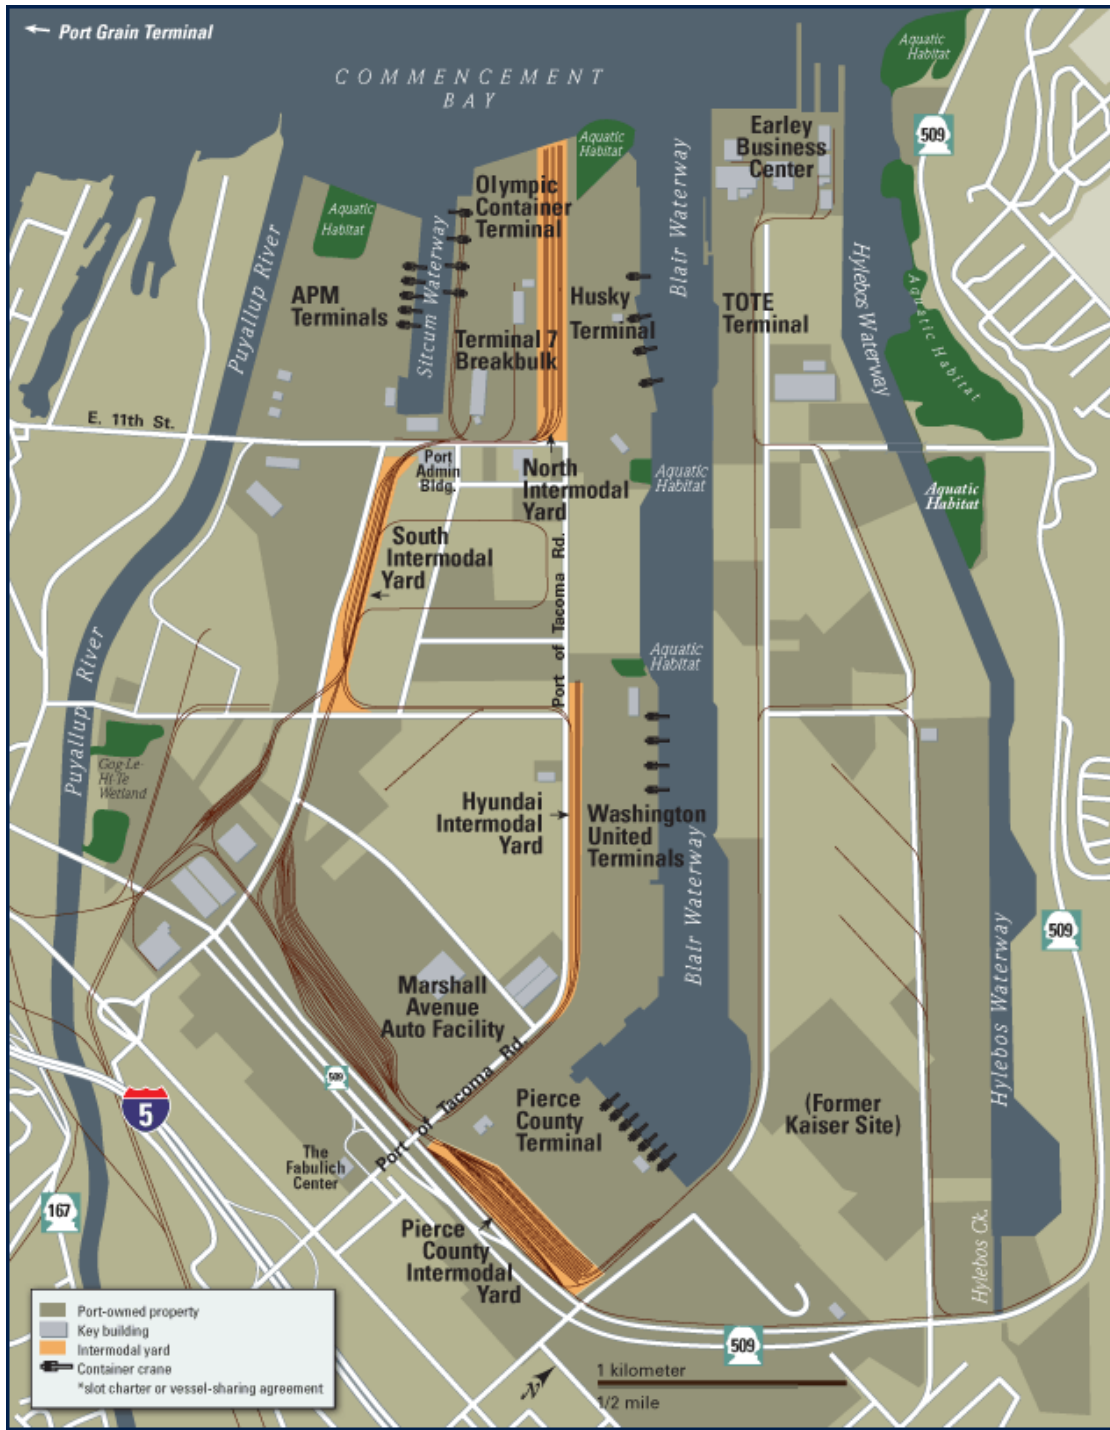 Port Grain Terminal
COMMENCEMENT
BAY
Aquatic
Habitat
509
Earley
Business
Center
Aquatic
Habitat
Olympic
Container
Terminal
Aquatic
Habitat
Puyallup River
Sitcum Waterway
Blair Waterway
Hylebos Waterway
Aquatic Habitat
APM
Terminals
Husky
Terminal
TOTE
Terminal
Terminal 7
Breakbulk
E. 11th St.
Port
Admin
Bldg.
North
Intermodal
Yard
Aquatic
Habitat
Aquatic
Habitat
South
Intermodal
Yard
Port of Tacoma Rd.
Aquatic
Habitat
Puyallup River
Gog-Le-
Hi-Te
Wetland
Hyundai
Intermodal
Yard
Washington
United
Terminals
Blair Waterway
509
Hylebos Waterway
Marshall
Avenue
Auto Facility
Port of Tacoma Rd.
509
5
Pierce
County
Terminal
(Former
Kaiser Site)
The
Fabulich
Center
167
Pierce
County
Intermodal
Yard
Hylebos Ck.
Port-owned property
Key building
Intermodal yard
Container crane
*slot charter or vessel-sharing agreement
509
N
1 kilometer
1/2 mile